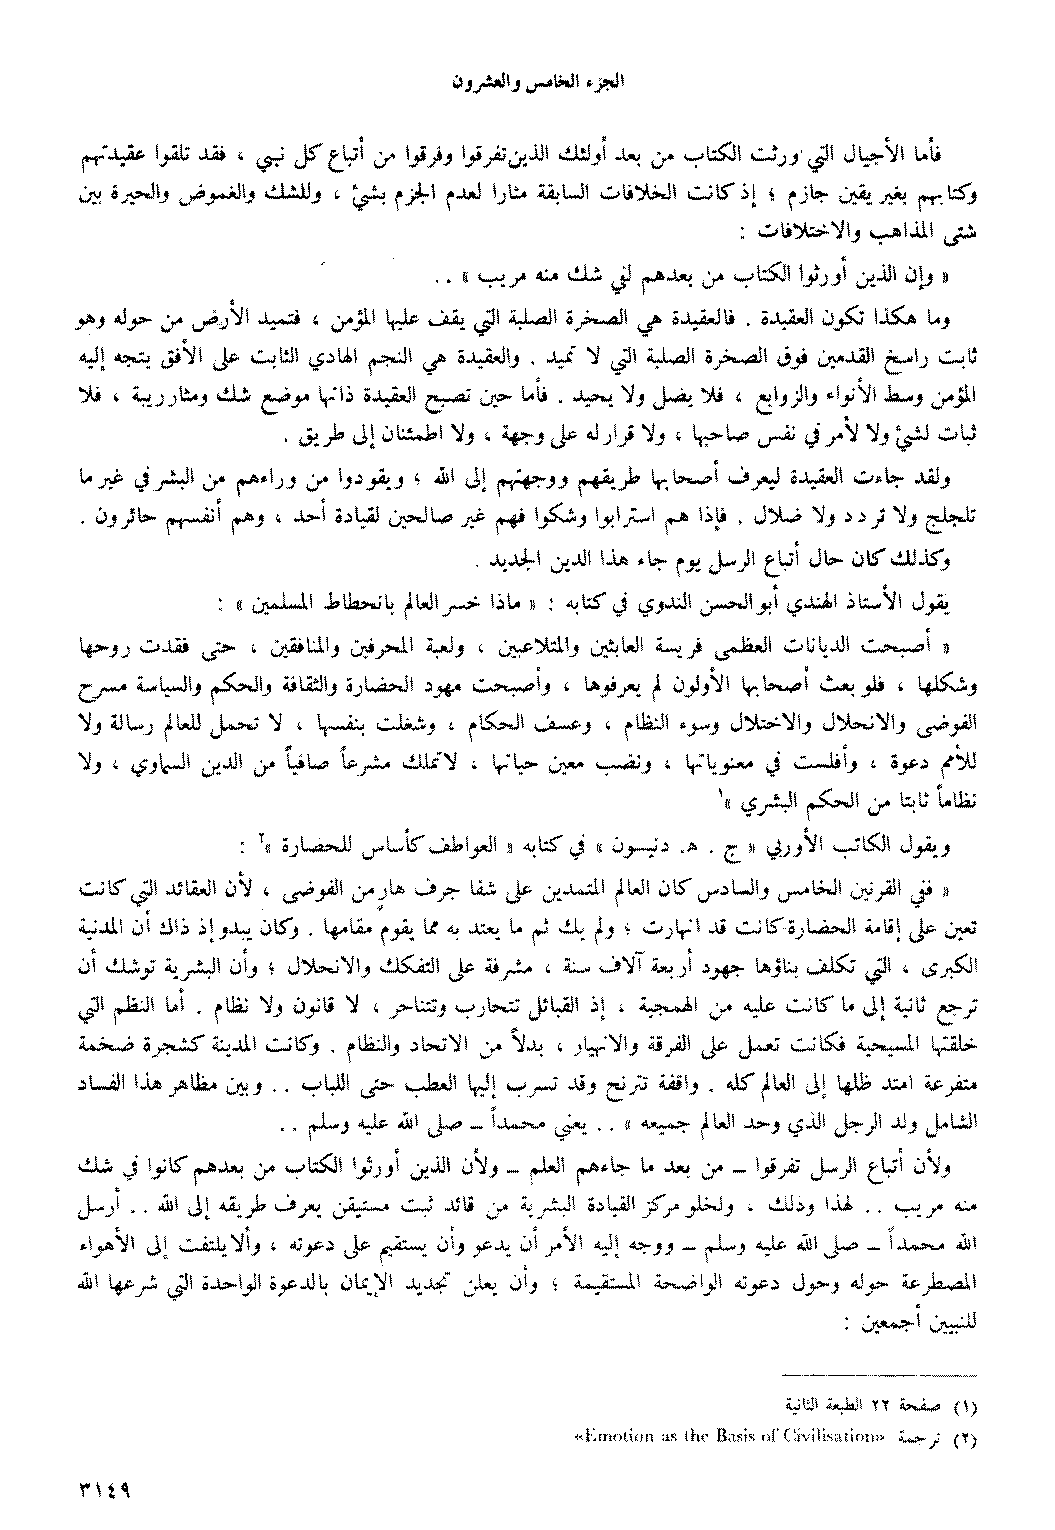 الجزء الخامس والعشرون
فأما الأجيال التي ورثت الكتاب من بعد أولئك الذين تفرقوا وفرقوا من أتباع كل نبي ، فقد تلقوا عقيدتهم
وكتابهم بغير يقين جازم ؛ إذ كانت الخلافات السابقة مثارا لعدم الجزم بشئ ، وللشك والغموض والحيرة بين
شتى المذاهب والاختلافات :
« وإن الذين أورثوا الكتاب من بعدهم لفي شك منه مريب » . .
وما هكذا تكون العقيدة . فالعقيدة هي الصخرة الصلبة التي يقف عليها المؤمن ، فتميد الأرض من حوله وهو
ثابت راسخ القدمين فوق الصخرة الصلبة التي لا تميد . والعقيدة هي النجم الهادي الثابت على الأفق يتجه إليه
المؤمن وسط الأنواء والزوابع ، فلا يضل ولا يحيد . فأما حين تصبح العقيدة ذاتها موضع شك ومثار ريبة ، فلا
ثبات لشئ ولا لأمر في نفس صاحبها ، ولا قرار له على وجهة ، ولا اطمئنان إلى طريق .
ولقد جاءت العقيدة ليعرف أصحابها طريقهم ووجهتهم إلى الله ؛ ويقودوا من وراءهم من البشر في غير ما
تلجلج ولا تردد ولا ضلال . فإذا هم استرابوا وشكوا فهم غير صالحين لقيادة أحد ، وهم أنفسهم حائرون .
وكذلك كان حال أتباع الرسل يوم جاء هذا الدين الجديد .
يقول الأستاذ الهندي أبو الحسن الندوي في كتابه : « ماذا خسر العالم بانحطاط المسلمين » :
« أصبحت الديانات العظمى فريسة العابثين والمتلاعبين ، ولعبة المحرفين والمنافقين ، حتى فقدت روحها
وشكلها ، فلو بعث أصحابها الأولون لم يعرفوها ، وأصبحت مهود الحضارة والثقافة والحكم والسياسة مسرح
الفوضى والانحلال والاختلال وسوء النظام ، وعسف الحكام ، وشغلت بنفسها ، لا تحمل للعالم رسالة ولا
للأمم دعوة ، وأفلست في معنوياتها ، ونضب معين حياتها ، لا تملك مشرعاً صافياً من الدين السماوي ، ولا
نظاماً ثابتا من الحكم البشري »١
ويقول الكاتب الأوربي « ج . ه. دنيسون » في كتابه « العواطف كأساس للحضارة »٢ :
« ففي القرنين الخامس والسادس كان العالم المتمدين على شفا جرف هارٍ من الفوضى ، لأن العقائد التي كانت
تعين على إقامة الحضارة كانت قد انهارت ؛ ولم يك ثم ما يعتد به مما يقوم مقامها . وكان يبدو إذ ذاك أن المدنية
الكبرى ، التي تكلف بناؤها جهود أربعة آلاف سنة ، مشرفة على التفكك والانحلال ؛ وأن البشرية توشك أن
ترجع ثانية إلى ما كانت عليه من الهمجية ، إذ القبائل تتحارب وتتناحر ، لا قانون ولا نظام . أما النظم التي
خلقتها المسيحية فكانت تعمل على الفرقة والانهيار ، بدلاً من الاتحاد والنظام . وكانت المدينة كشجرة ضخمة
متفرعة امتد ظلها إلى العالم كله . واقفة تترنح وقد تسرب إليها العطب حتى اللباب . . وبين مظاهر هذا الفساد
الشامل ولد الرجل الذي وحد العالم جميعه » . . يعني محمداً – صلى الله عليه وسلم . .
ولأن أتباع الرسل تفرقوا – من بعد ما جاءهم العلم – ولأن الذين أورثوا الكتاب من بعدهم كانوا في شك
منه مريب . . لهذا وذلك ، ولخلو مركز القيادة البشرية من قائد ثبت مستيقن يعرف طريقه إلى الله . . أرسل
الله محمداً – صلى الله عليه وسلم – ووجه إليه الأمر أن يدعو وأن يستقيم على دعوته ، وألا يلتفت إلى الأهواء
المصطرعة حوله وحول دعوته الواضحة المستقيمة ؛ وأن يعلن تجديد الإيمان بالدعوة الواحدة التي شرعها الله
للنبيين أجمعين :
(١) صفحة ٢٢ الطبعة الثانية
(٢) ترجمة «Emotion as the Basis of Civilisation»
٣١٤٩